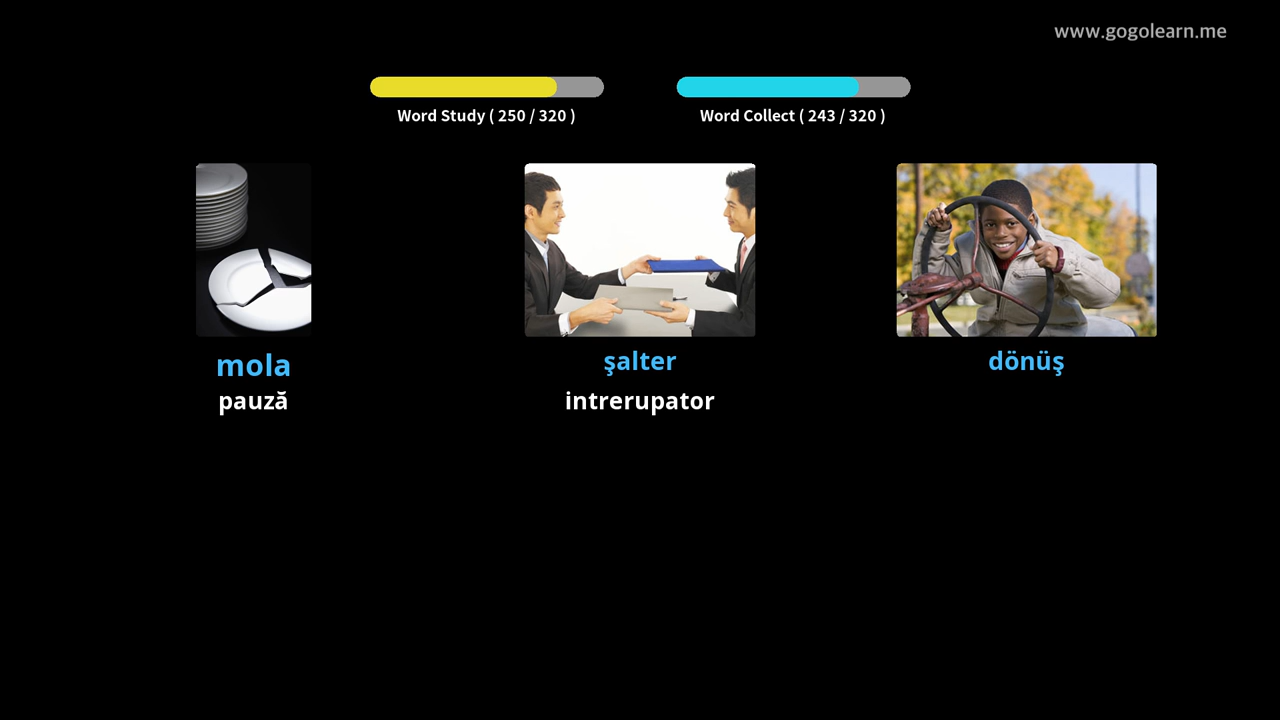 www.gogolearn.me
Word Study ( 250 / 320 )
Word Collect ( 243 / 320 )
mola
pauză
şalter
intrerupator
dönüş